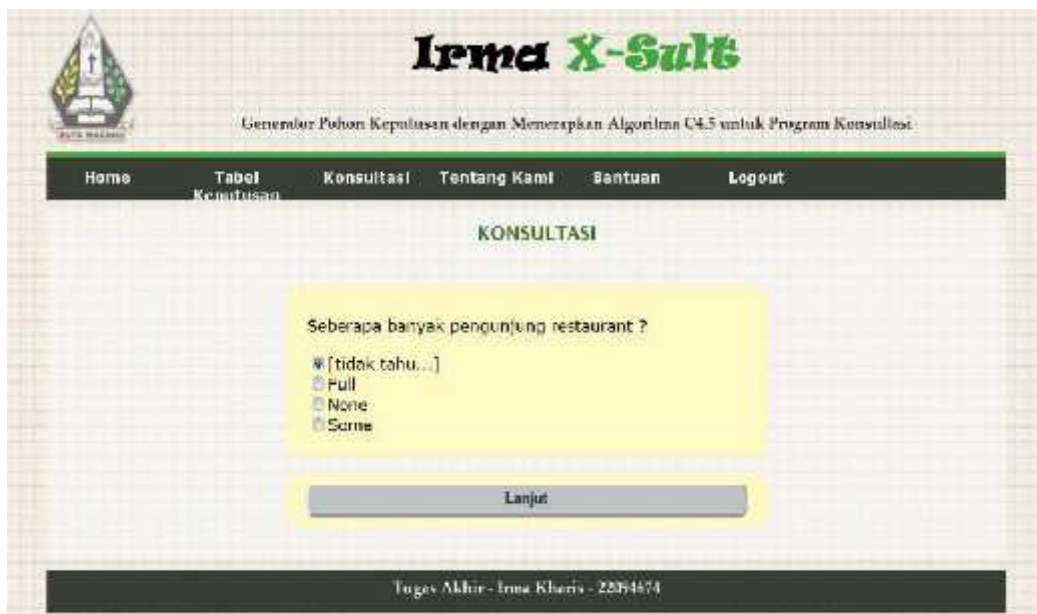 Irma X-Sult
Generator Pohon Keputusan dengan Menerapkan Algoritma C4.5 untuk Program Konsultasi
Home Tabel Keputusan Konsultasi Tentang Kami Bantuan Logout
KONSULTASI
Seberapa banyak pengunjung restaurant ?
[tidak tahu...]
Full
None
Some
Lanjut
Tugas Akhir - Irma Kharis - 22094674